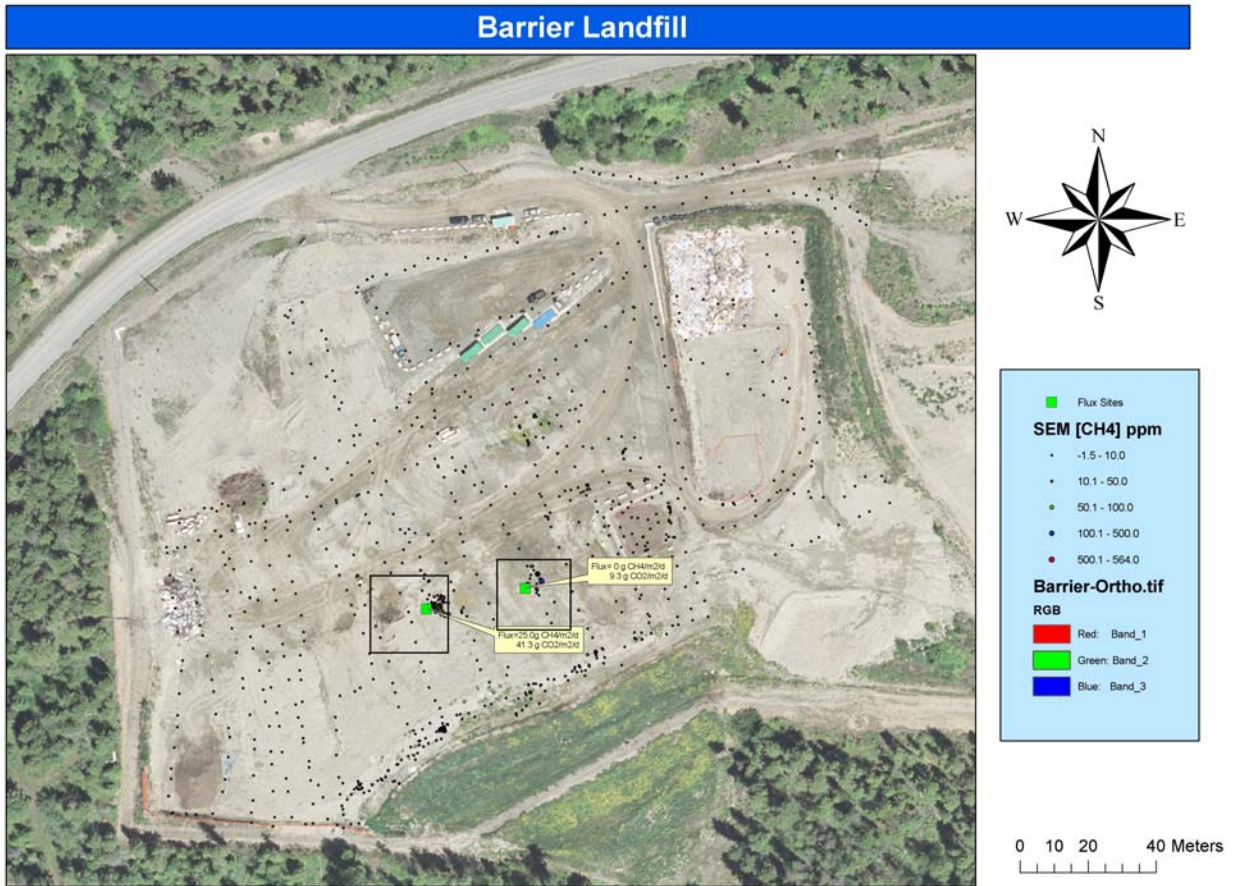 Barrier Landfill
N
W
E
S
Flux Sites
SEM [CH4] ppm
-1.5 - 10.0
10.1 - 50.0
50.1 - 100.0
100.1 - 500.0
500.1 - 564.0
Barrier-Ortho.tif
RGB
Red: Band_1
Green: Band_2
Blue: Band_3
Flux= 0 g CH4/m2/d
9.3 g CO2/m2/d
Flux=25.0g CH4/m2/d
41.3 g CO2/m2/d
0 10 20 40 Meters